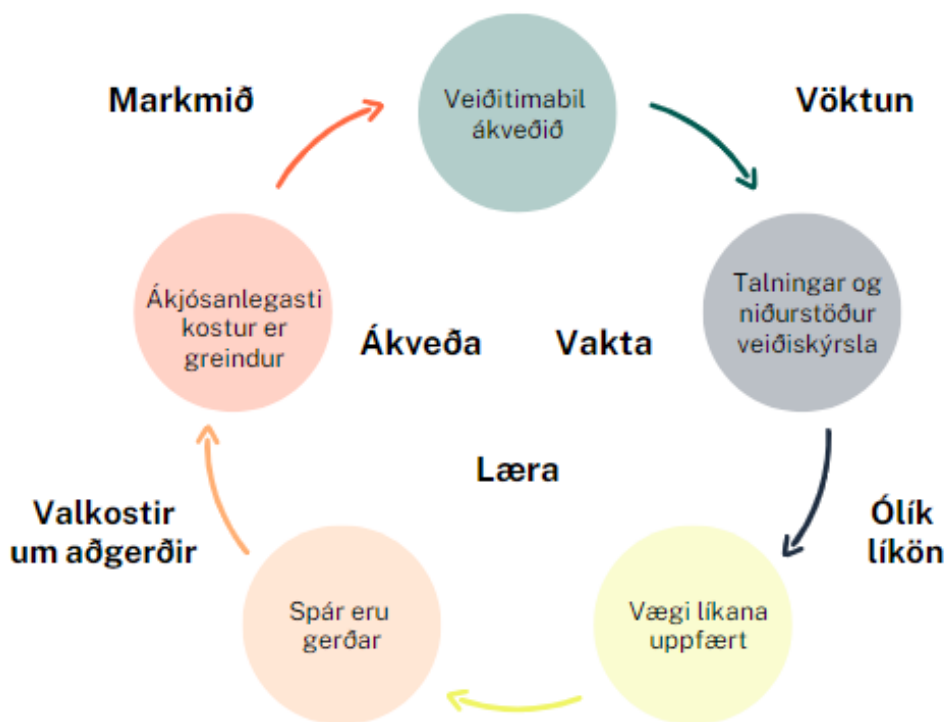 Markmið
Veiðitimabil
ákveðið
Vöktun
Ákjósanlegasti
kostur er
greindur
Ákveða
Vakta
Talningar og
niðurstöður
veiðiskýrsla
Læra
Valkostir
um aðgerðir
Ólík
líkön
Spár eru
gerðar
Vægi líkana
uppfært